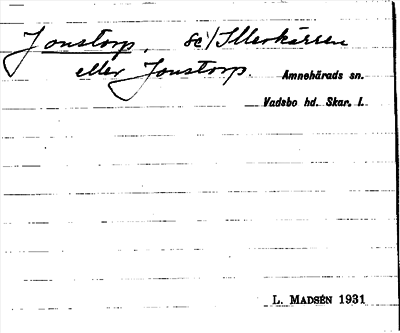 Jonstorp, se/Illerkärren
eller Jonstorp.
Amnehärads sn.
Vadsbo hd. Skar. l.
L. MADSÉN 1931